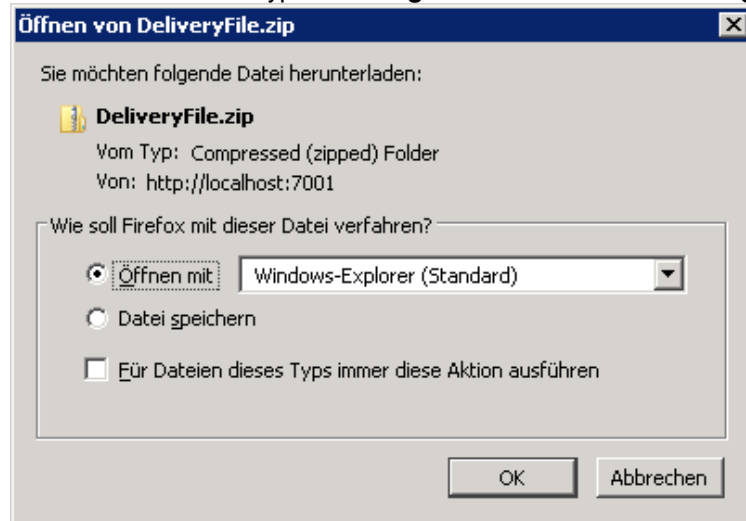 Öffnen von DeliveryFile.zip
Sie möchten folgende Datei herunterladen:
DeliveryFile.zip
Vom Typ: Compressed (zipped) Folder
Von: http://localhost:7001
Wie soll Firefox mit dieser Datei verfahren?
Öffnen mit Windows-Explorer (Standard)
Datei speichern
Für Dateien dieses Typs immer diese Aktion ausführen
OK Abbrechen